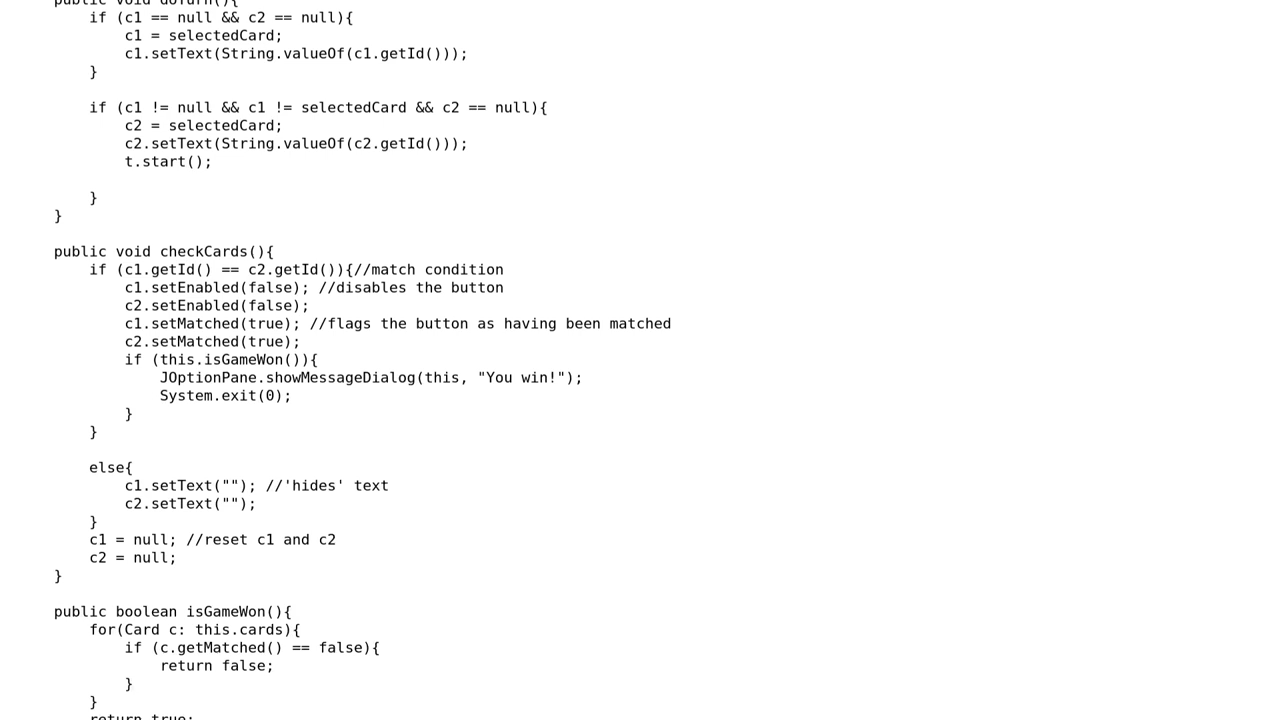 public void doTurn(){
if (c1 == null && c2 == null){
c1 = selectedCard;
c1.setText(String.valueOf(c1.getId()));
}
if (c1 != null && c1 != selectedCard && c2 == null){
c2 = selectedCard;
c2.setText(String.valueOf(c2.getId()));
t.start();
}
}
public void checkCards(){
if (c1.getId() == c2.getId()){//match condition
c1.setEnabled(false); //disables the button
c2.setEnabled(false);
c1.setMatched(true); //flags the button as having been matched
c2.setMatched(true);
if (this.isGameWon()){
JOptionPane.showMessageDialog(this, "You win!");
System.exit(0);
}
}
else{
c1.setText(""); //'hides' text
c2.setText("");
}
c1 = null; //reset c1 and c2
c2 = null;
}
public boolean isGameWon(){
for(Card c: this.cards){
if (c.getMatched() == false){
return false;
}
}
return true;